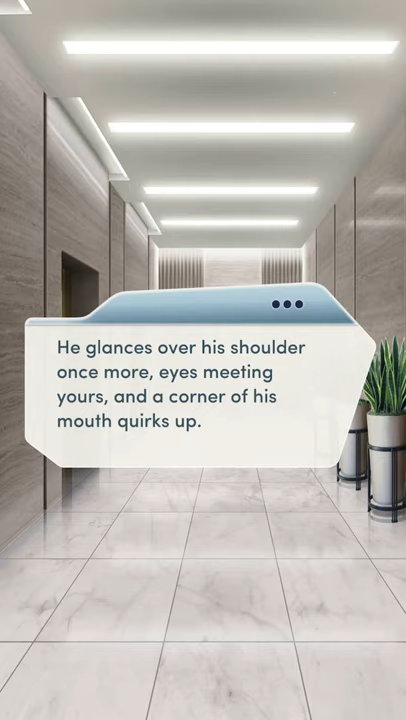 He glances over his shoulder
once more, eyes meeting
yours, and a corner of his
mouth quirks up.